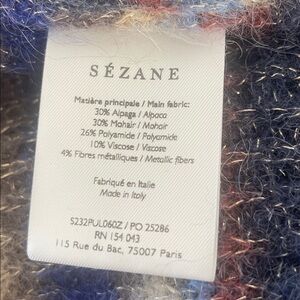 SÉZANE
Matière principale / Main fabric:
30% Alpaga / Alpaca
30% Mohair / Mohair
26% Polyamide / Polyamide
10% Viscose / Viscose
4% Fibres métalliques / Metallic fibers
Fabriqué en Italie
Made in Italy
S232PUL060Z / PO 25286
RN 154 043
115 Rue du Bac, 75007 Paris